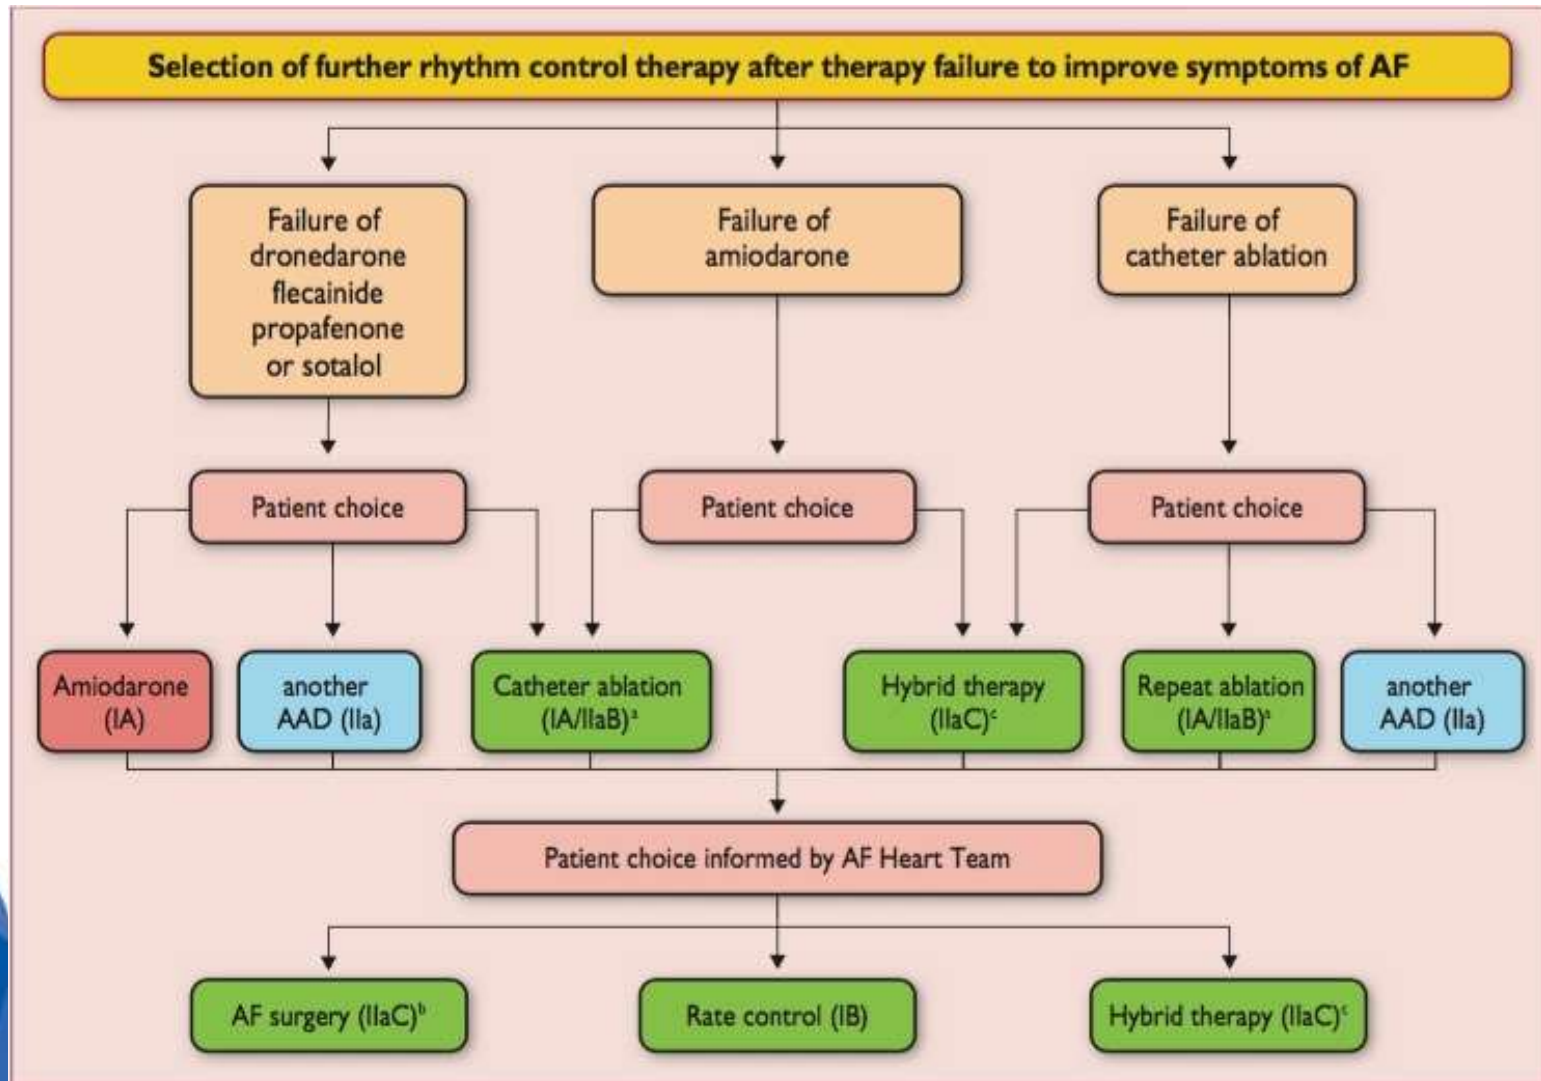 Selection of further rhythm control therapy after therapy failure to improve symptoms of AF
Failure of
dronedarone
flecainide
propafenone
or sotalol
Failure of
amiodarone
Failure of
catheter ablation
Patient choice
Patient choice
Patient choice
Amiodarone
(IA)
another
AAD (IIa)
Catheter ablation
(IA/IIaB)ᵃ
Hybrid therapy
(IIaC)ᶜ
Repeat ablation
(IA/IIaB)ᵃ
another
AAD (IIa)
Patient choice informed by AF Heart Team
AF surgery (IIaC)ᵇ
Rate control (IB)
Hybrid therapy (IIaC)ᶜ